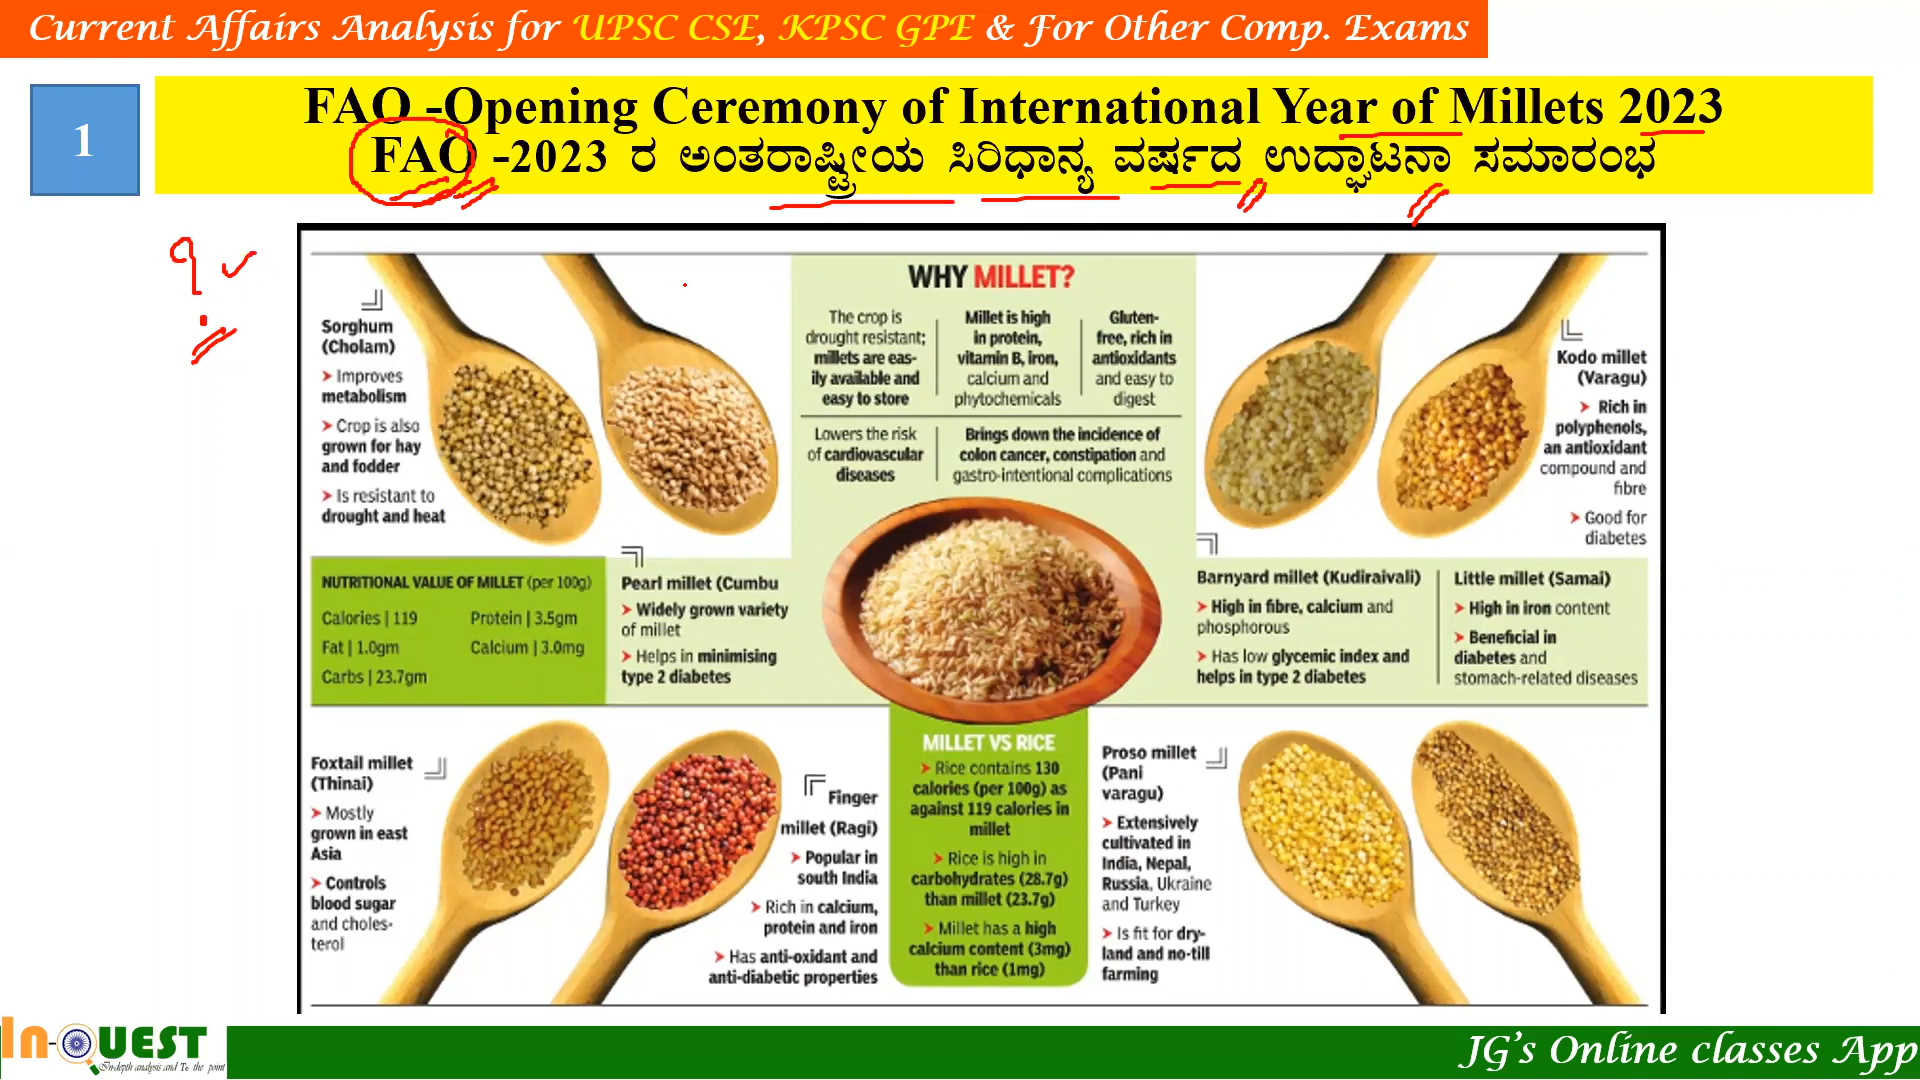 Current Affairs Analysis for UPSC CSE, KPSC GPE & For Other Comp. Exams
1
FAO -Opening Ceremony of International Year of Millets 2023
FAO -2023 ರ ಅಂತರಾಷ್ಟ್ರೀಯ ಸಿರಿಧಾನ್ಯ ವರ್ಷದ ಉದ್ಘಾಟನಾ ಸಮಾರಂಭ
WHY MILLET?
The crop is
drought resistant;
millets are eas-
ily available and
easy to store
Millet is high
in protein,
vitamin B, iron,
calcium and
phytochemicals
Gluten-
free, rich in
antioxidants
and easy to
digest
Lowers the risk
of cardiovascular
diseases
Brings down the incidence of
colon cancer, constipation and
gastro-intentional complications
Sorghum
(Cholam)
➤ Improves
metabolism
➤ Crop is also
grown for hay
and fodder
➤ Is resistant to
drought and heat
Kodo millet
(Varagu)
➤ Rich in
polyphenols,
an antioxidant
compound and
fibre
➤ Good for
diabetes
NUTRITIONAL VALUE OF MILLET (per 100g)
Calories | 119
Protein | 3.5gm
Fat | 1.0gm
Calcium | 3.0mg
Carbs | 23.7gm
Pearl millet (Cumbu
➤ Widely grown variety
of millet
➤ Helps in minimising
type 2 diabetes
Barnyard millet (Kudiraivali)
➤ High in fibre, calcium and
phosphorous
➤ Has low glycemic index and
helps in type 2 diabetes
Little millet (Samai)
➤ High in iron content
➤ Beneficial in
diabetes and
stomach-related diseases
Foxtail millet
(Thinai)
➤ Mostly
grown in east
Asia
➤ Controls
blood sugar
and choles-
terol
Finger
millet (Ragi)
➤ Popular in
south India
➤ Rich in calcium,
protein and iron
➤ Has anti-oxidant and
anti-diabetic properties
MILLET VS RICE
➤ Rice contains 130
calories (per 100g) as
against 119 calories in
millet
➤ Rice is high in
carbohydrates (28.7g)
than millet (23.7g)
➤ Millet has a high
calcium content (3mg)
than rice (1mg)
Proso millet
(Pani
varagu)
➤ Extensively
cultivated in
India, Nepal,
Russia, Ukraine
and Turkey
➤ Is fit for dry-
land and no-till
farming
In-QUEST
In-depth analysis and To the point
JG's Online classes App